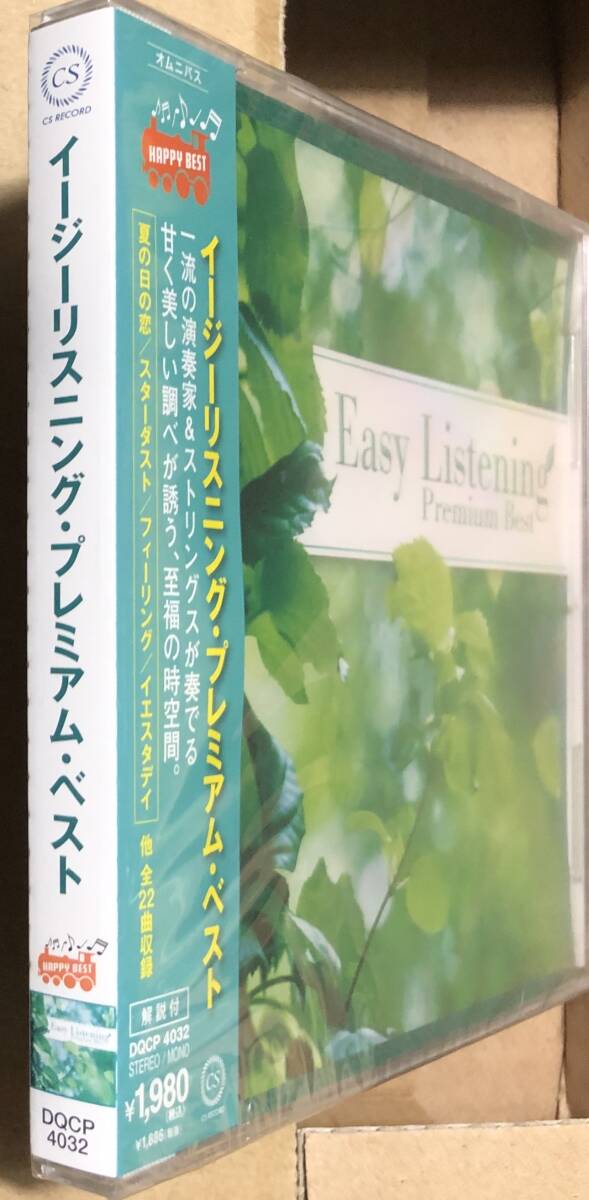 CS
CS RECORD
イージーリスニング・プレミアム・ベスト
HAPPY BEST
Easy Listening
DQCP
4032
オムニバス
HAPPY BEST
イージーリスニング・プレミアム・ベスト
一流の演奏家&ストリングスが奏でる
甘く美しい調べが誘う、至福の時空間。
夏の日の恋/スターダスト/フィーリング/イエスタデイ 他 全22曲収録
解説付
DQCP 4032
STEREO/MONO
¥1,980(税込)
CS
CS RECORD
Easy Listening
Premium Best